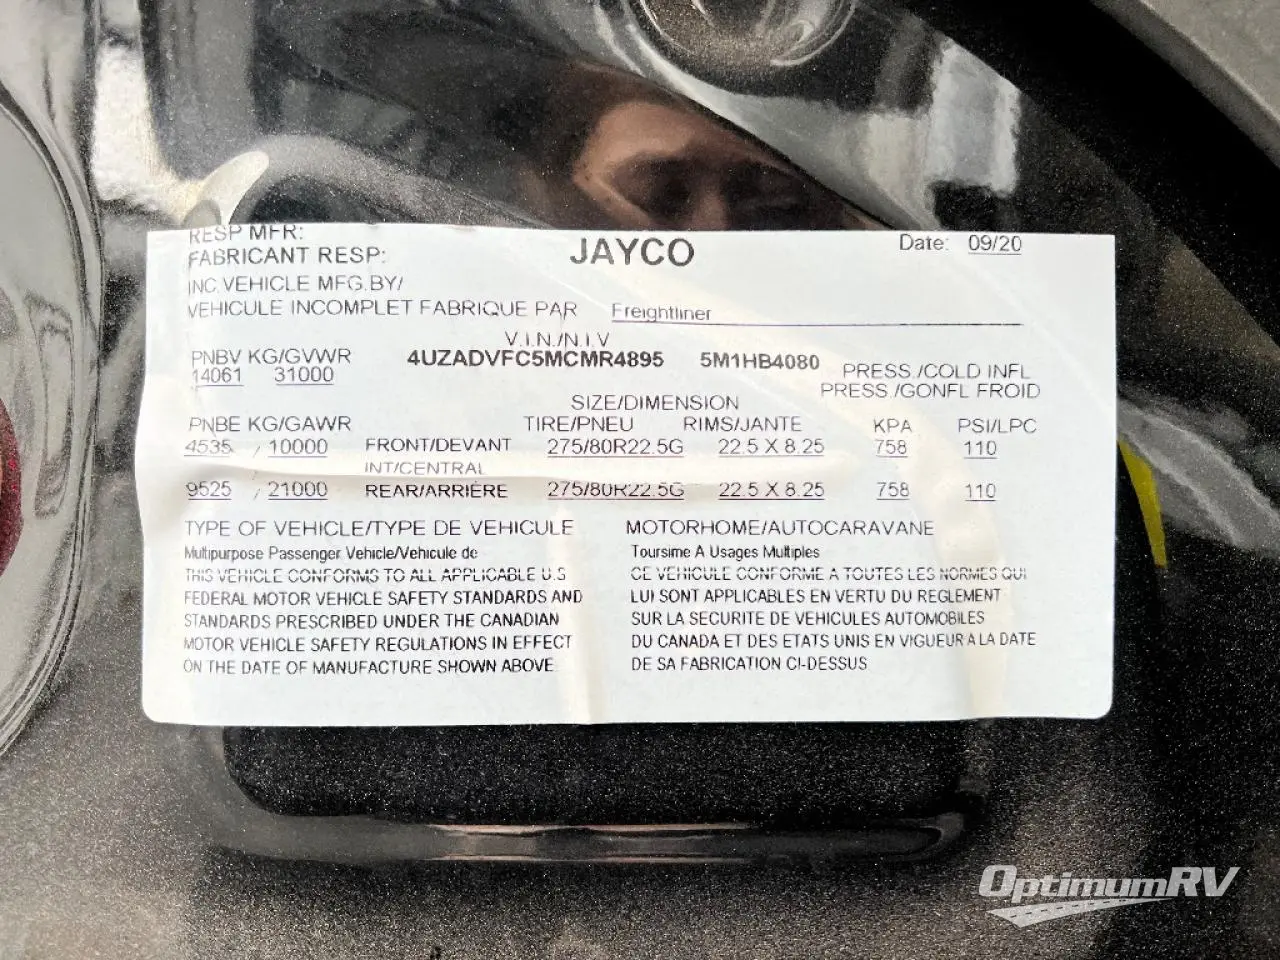 RESP MFR:
FABRICANT RESP: JAYCO Date: 09/20
INC.VEHICLE MFG.BY/
VEHICULE INCOMPLET FABRIQUE PAR Freightliner
V.I.N./N.I.V
PNBV KG/GVWR 4UZADVFC5MCMR4895 5M1HB4080 PRESS./COLD INFL
14061 31000 PRESS./GONFL FROID
SIZE/DIMENSION
PNBE KG/GAWR TIRE/PNEU RIMS/JANTE KPA PSI/LPC
4535 / 10000 FRONT/DEVANT 275/80R22.5G 22.5 X 8.25 758 110
INT/CENTRAL
9525 / 21000 REAR/ARRIÈRE 275/80R22.5G 22.5 X 8.25 758 110
TYPE OF VEHICLE/TYPE DE VEHICULE MOTORHOME/AUTOCARAVANE
Multipurpose Passenger Vehicle/Vehicule de Toursime A Usages Multiples
THIS VEHICLE CONFORMS TO ALL APPLICABLE U.S
FEDERAL MOTOR VEHICLE SAFETY STANDARDS AND
STANDARDS PRESCRIBED UNDER THE CANADIAN
MOTOR VEHICLE SAFETY REGULATIONS IN EFFECT
ON THE DATE OF MANUFACTURE SHOWN ABOVE
CE VEHICULE CONFORME A TOUTES LES NORMES QUI
LUI SONT APPLICABLES EN VERTU DU REGLEMENT
SUR LA SECURITE DE VEHICULES AUTOMOBILES
DU CANADA ET DES ETATS UNIS EN VIGUEUR A LA DATE
DE SA FABRICATION CI-DESSUS
OptimumRV